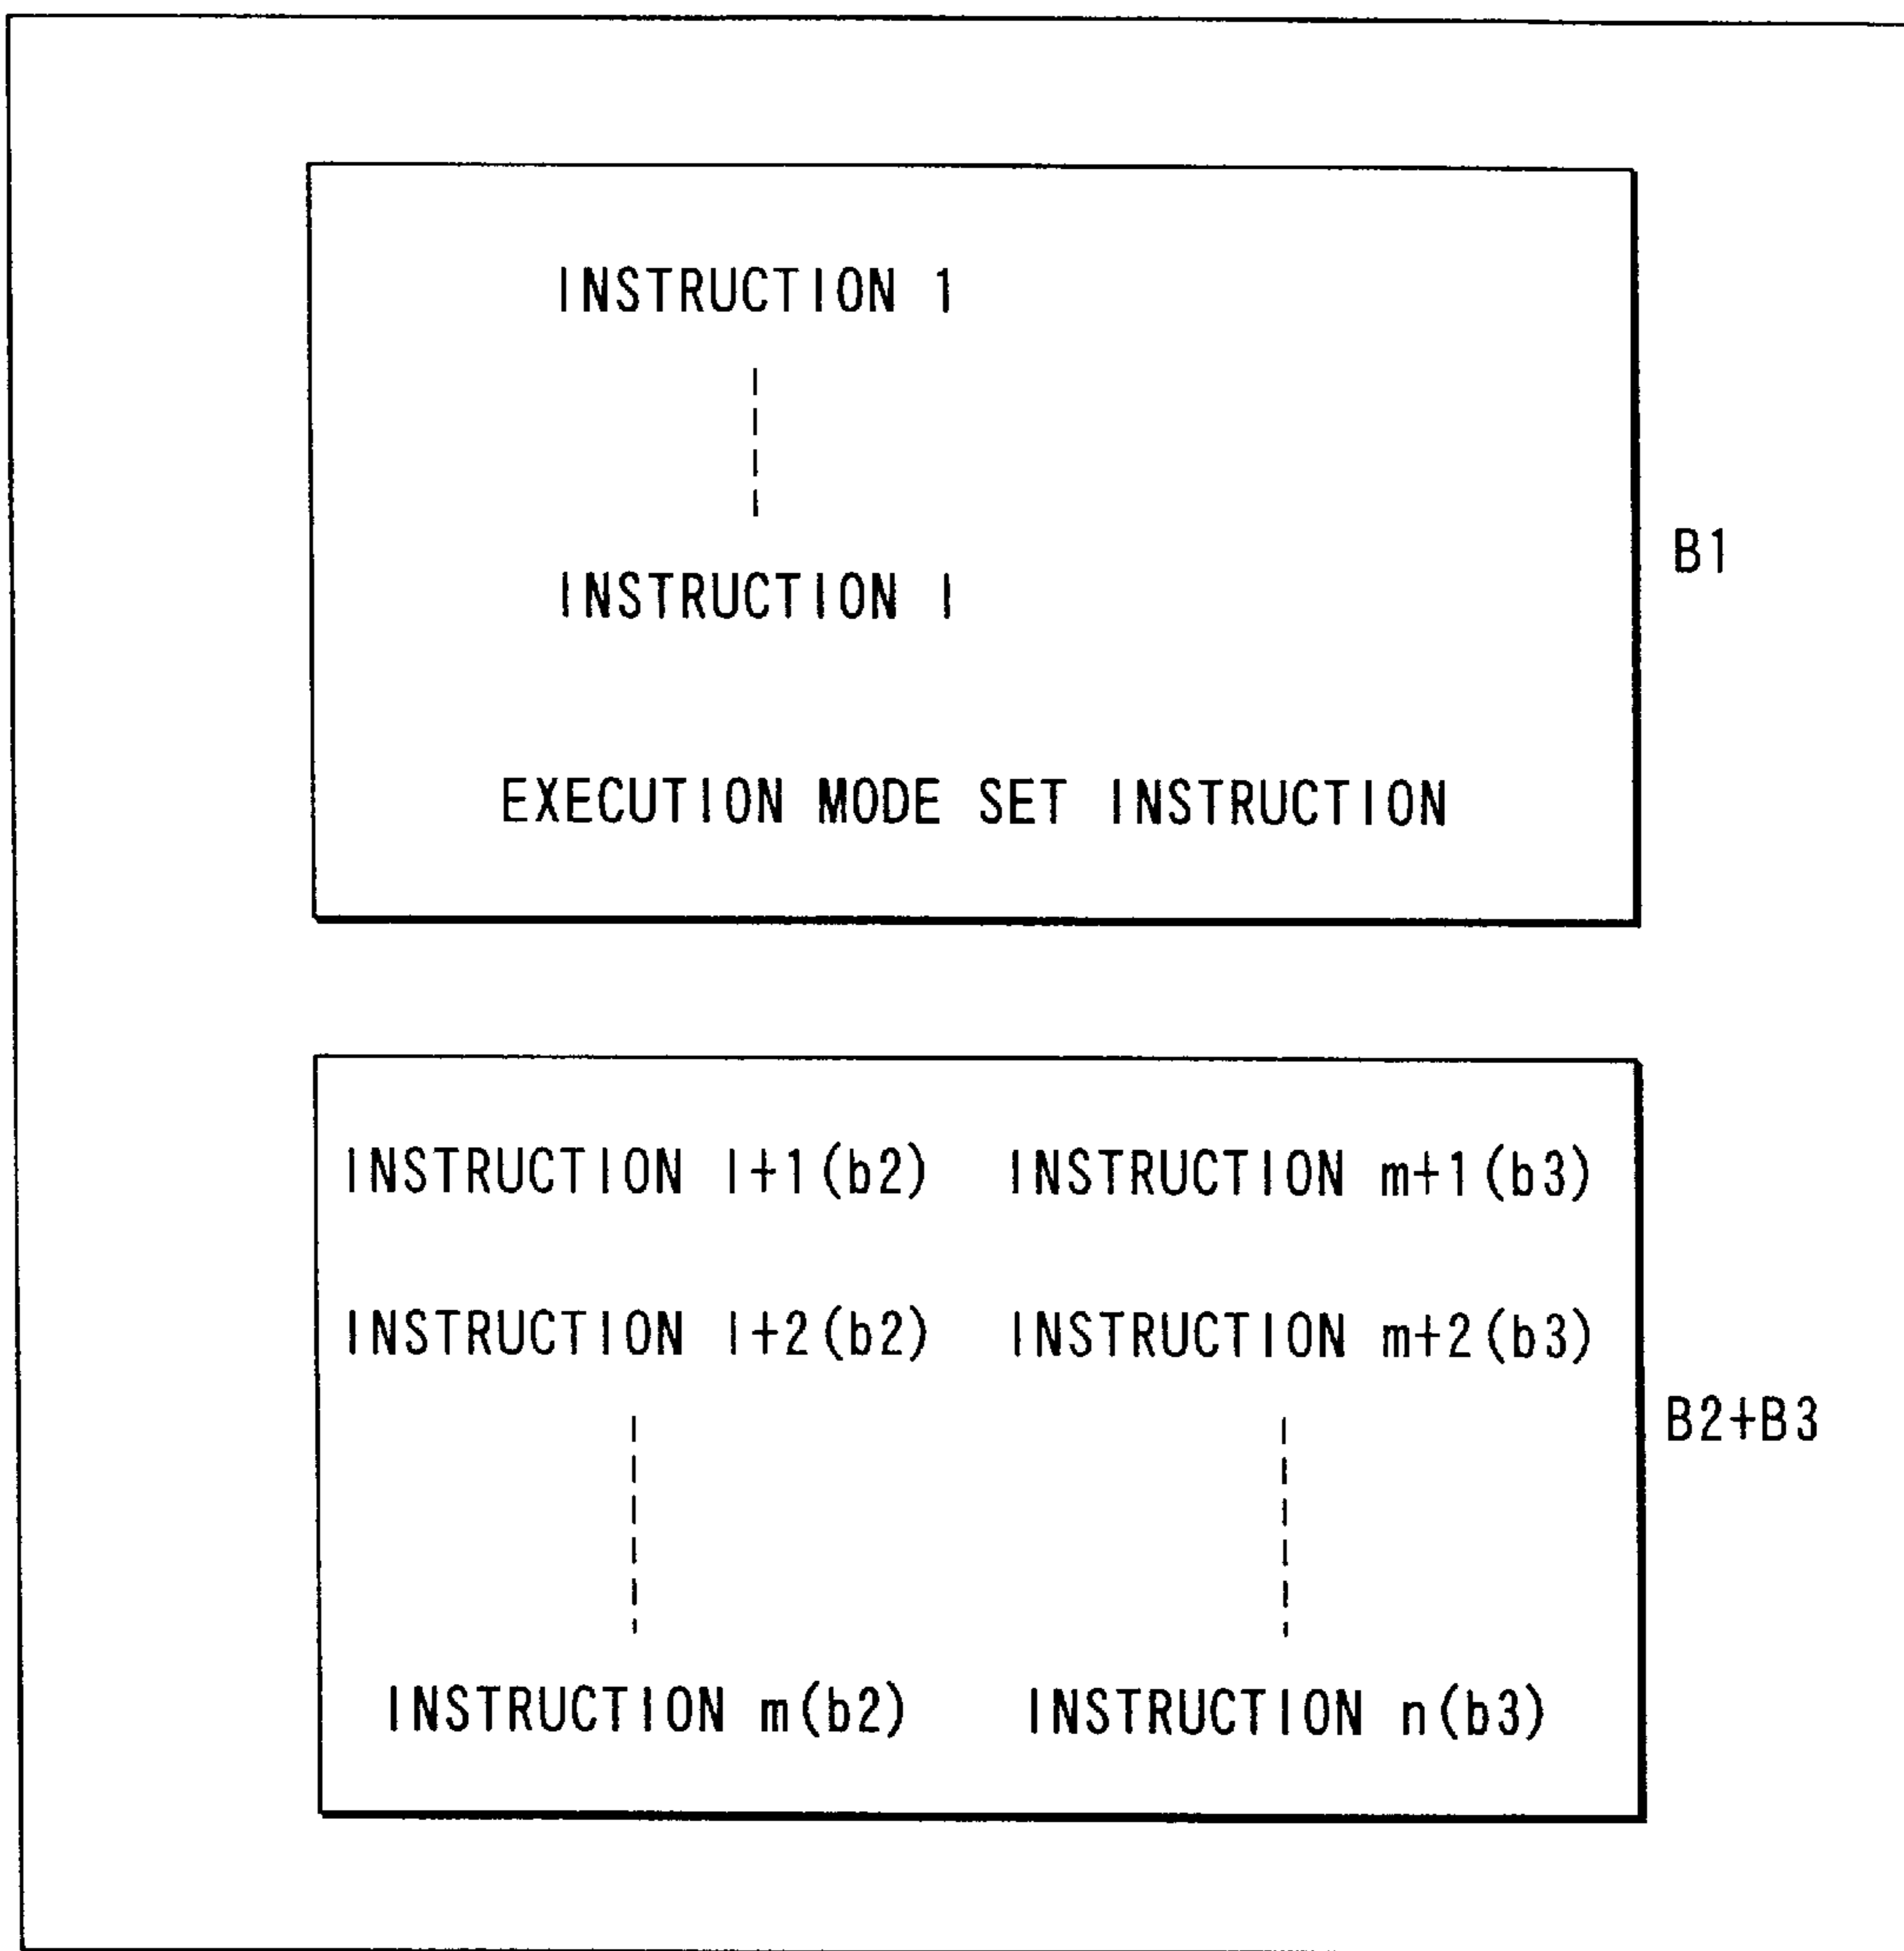 INSTRUCTION 1
INSTRUCTION l
EXECUTION MODE SET INSTRUCTION
B1
INSTRUCTION l+1(b2) INSTRUCTION m+1(b3)
INSTRUCTION l+2(b2) INSTRUCTION m+2(b3)
B2+B3
INSTRUCTION m(b2) INSTRUCTION n(b3)